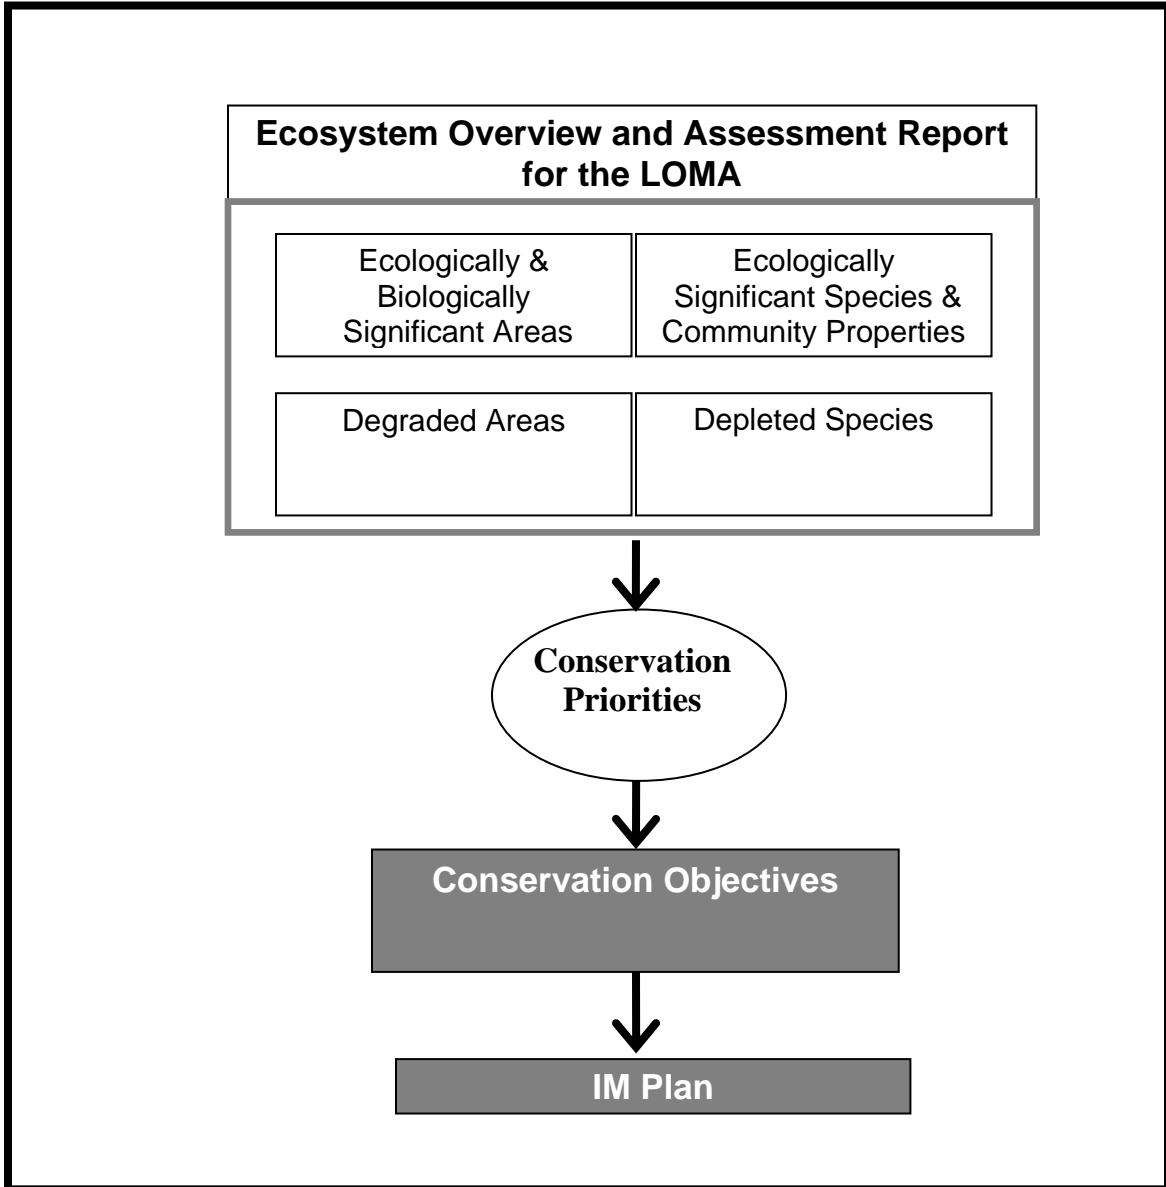 Ecosystem Overview and Assessment Report
for the LOMA
Ecologically &
Biologically
Significant Areas
Ecologically
Significant Species &
Community Properties
Degraded Areas
Depleted Species
Conservation
Priorities
Conservation Objectives
IM Plan